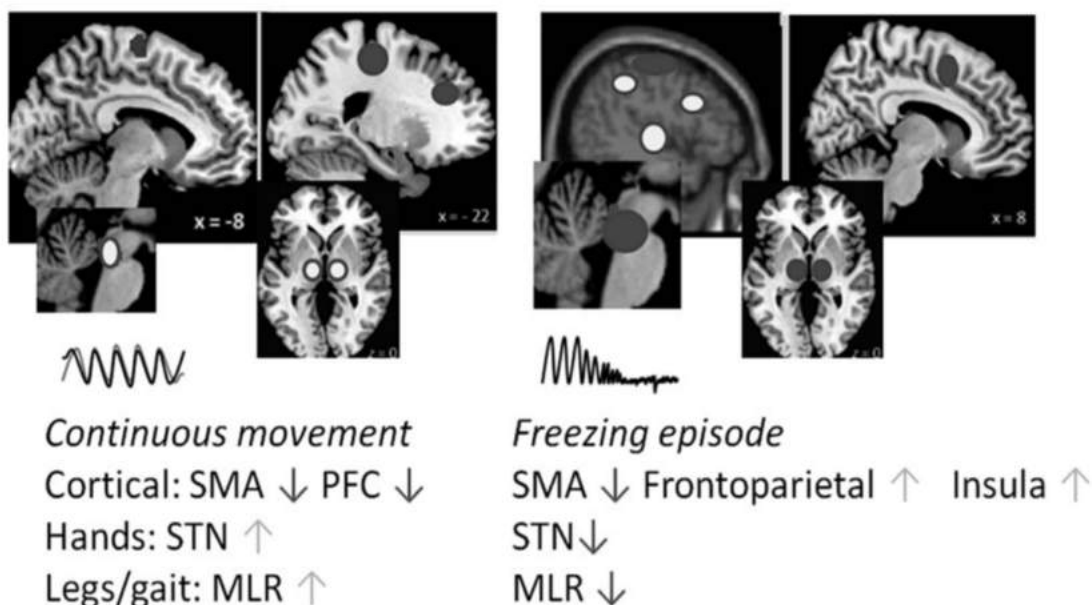 x = -8
x = - 22
x = 8
z = 0
z = 0
Continuous movement
Cortical: SMA ↓ PFC ↓
Hands: STN ↑
Legs/gait: MLR ↑
Freezing episode
SMA ↓ Frontoparietal ↑ Insula ↑
STN↓
MLR ↓